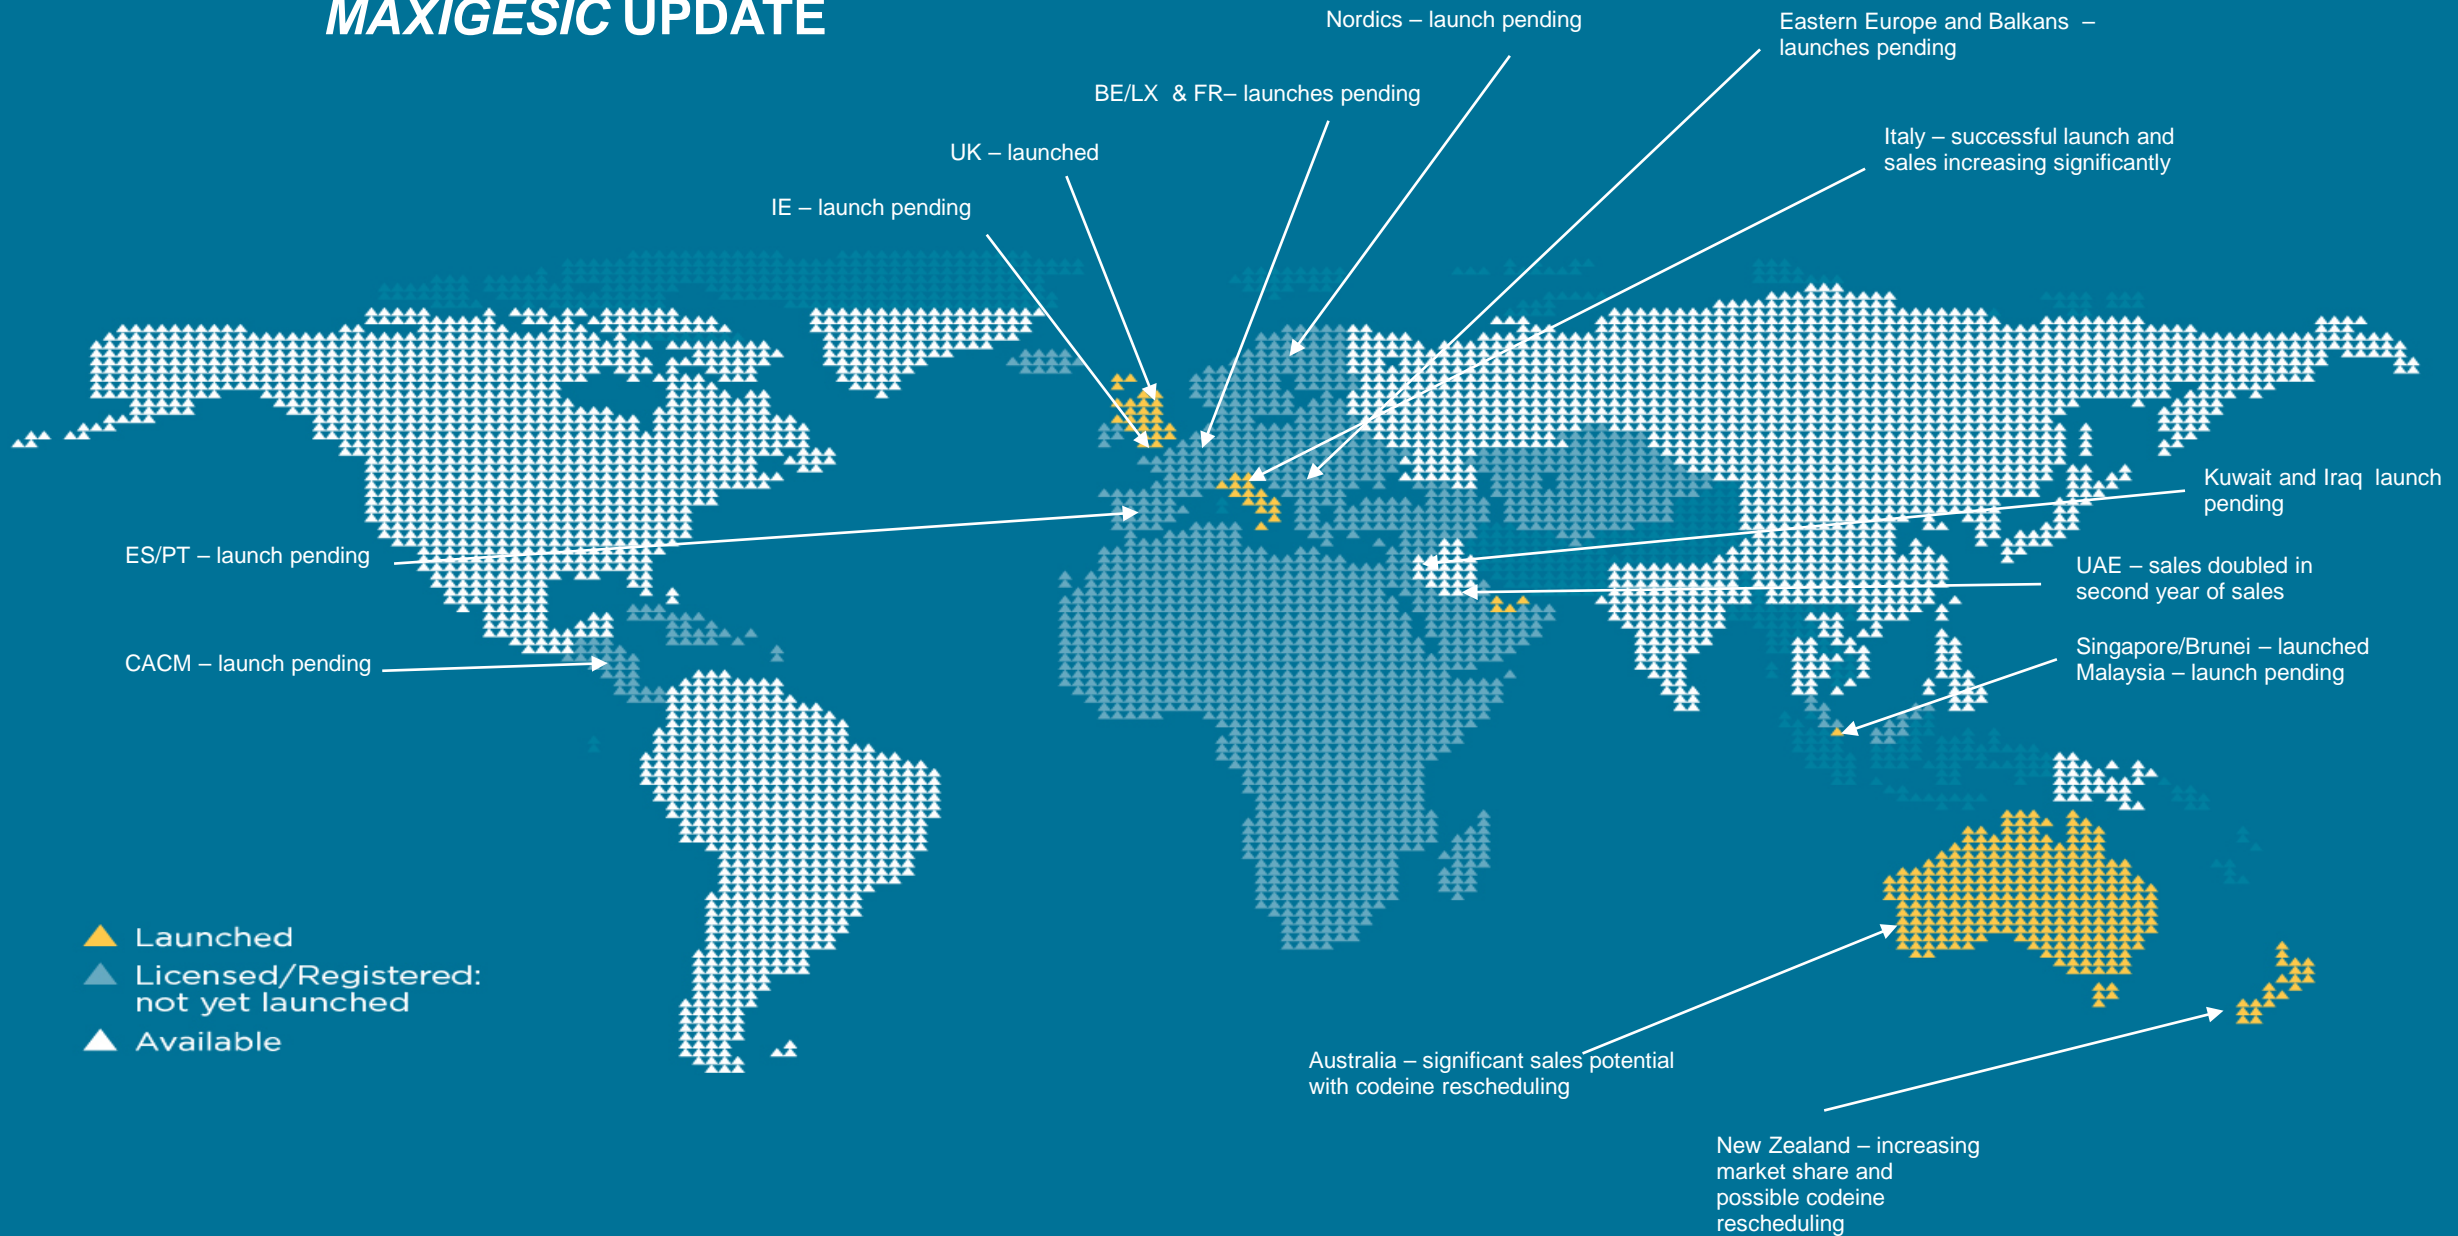 MAXIGESIC UPDATE
Nordics – launch pending
Eastern Europe and Balkans –
launches pending
BE/LX & FR– launches pending
Italy – successful launch and
sales increasing significantly
UK – launched
IE – launch pending
Kuwait and Iraq launch
pending
ES/PT – launch pending
UAE – sales doubled in
second year of sales
CACM – launch pending
Singapore/Brunei – launched
Malaysia – launch pending
Launched
Licensed/Registered:
not yet launched
Available
Australia – significant sales potential
with codeine rescheduling
New Zealand – increasing
market share and
possible codeine
rescheduling